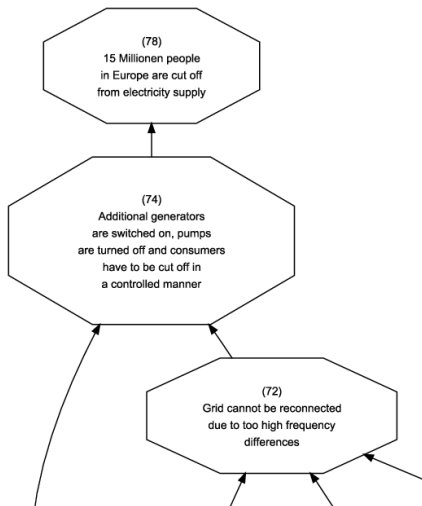 (78)
15 Millionen people
in Europe are cut off
from electricity supply
(74)
Additional generators
are switched on, pumps
are turned off and consumers
have to be cut off in
a controlled manner
(72)
Grid cannot be reconnected
due to too high frequency
differences